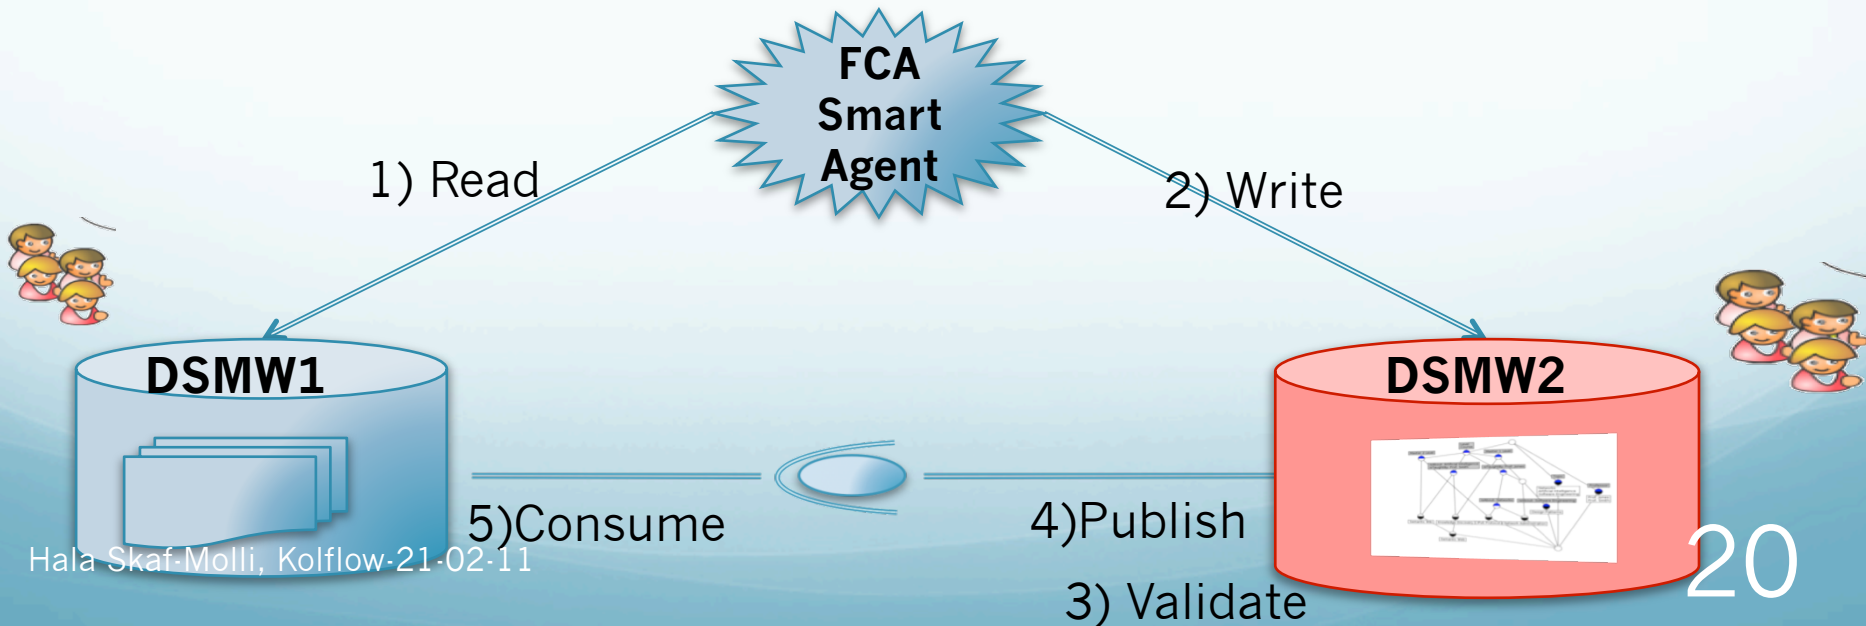 FCA
Smart
Agent
1) Read
2) Write
DSMW1
DSMW2
5)Consume
4)Publish
Hala Skaf-Molli, Kolflow-21-02-11
20
3) Validate